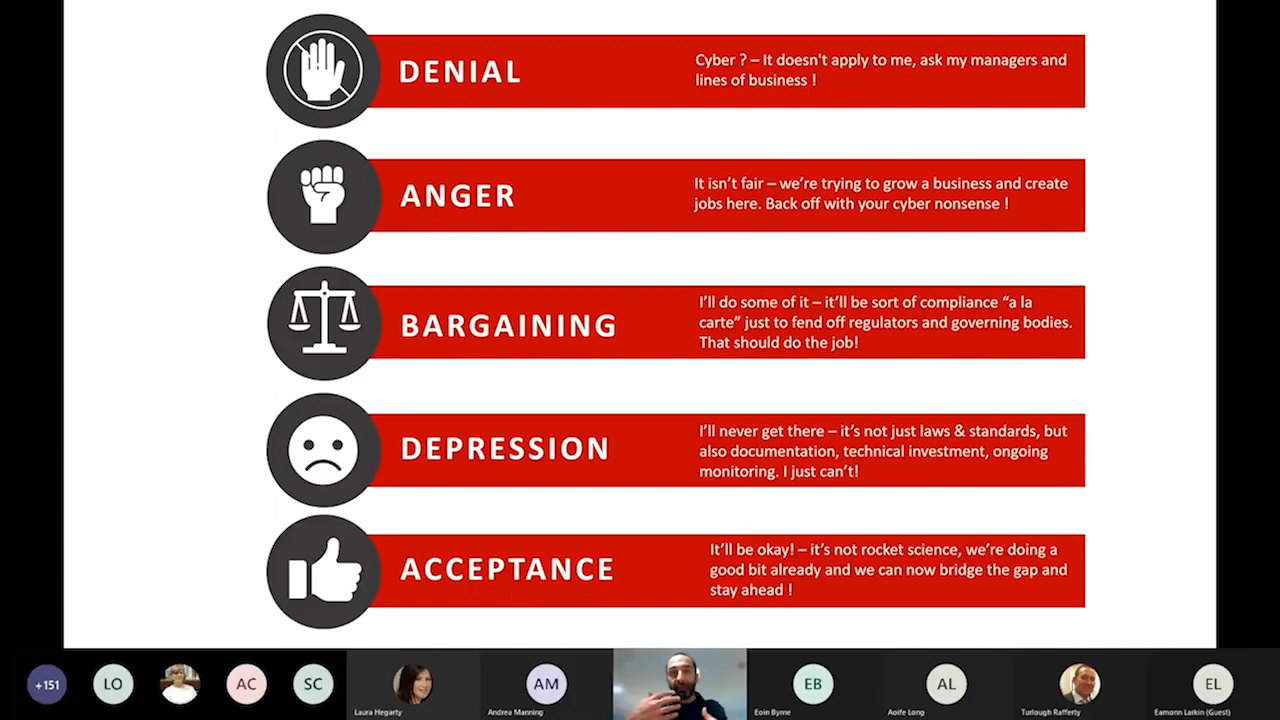 DENIAL
Cyber ? – It doesn't apply to me, ask my managers and
lines of business !
ANGER
It isn’t fair – we’re trying to grow a business and create
jobs here. Back off with your cyber nonsense !
BARGAINING
I’ll do some of it – it’ll be sort of compliance “a la
carte” just to fend off regulators and governing bodies.
That should do the job!
DEPRESSION
I’ll never get there – it’s not just laws & standards, but
also documentation, technical investment, ongoing
monitoring. I just can’t!
ACCEPTANCE
It’ll be okay! – it’s not rocket science, we’re doing a
good bit already and we can now bridge the gap and
stay ahead !
+151
LO
AC
SC
Laura Hegarty
AM
Andrea Manning
EB
Eoin Byrne
AL
Aoife Long
Turlough Rafferty
EL
Eamonn Larkin (Guest)